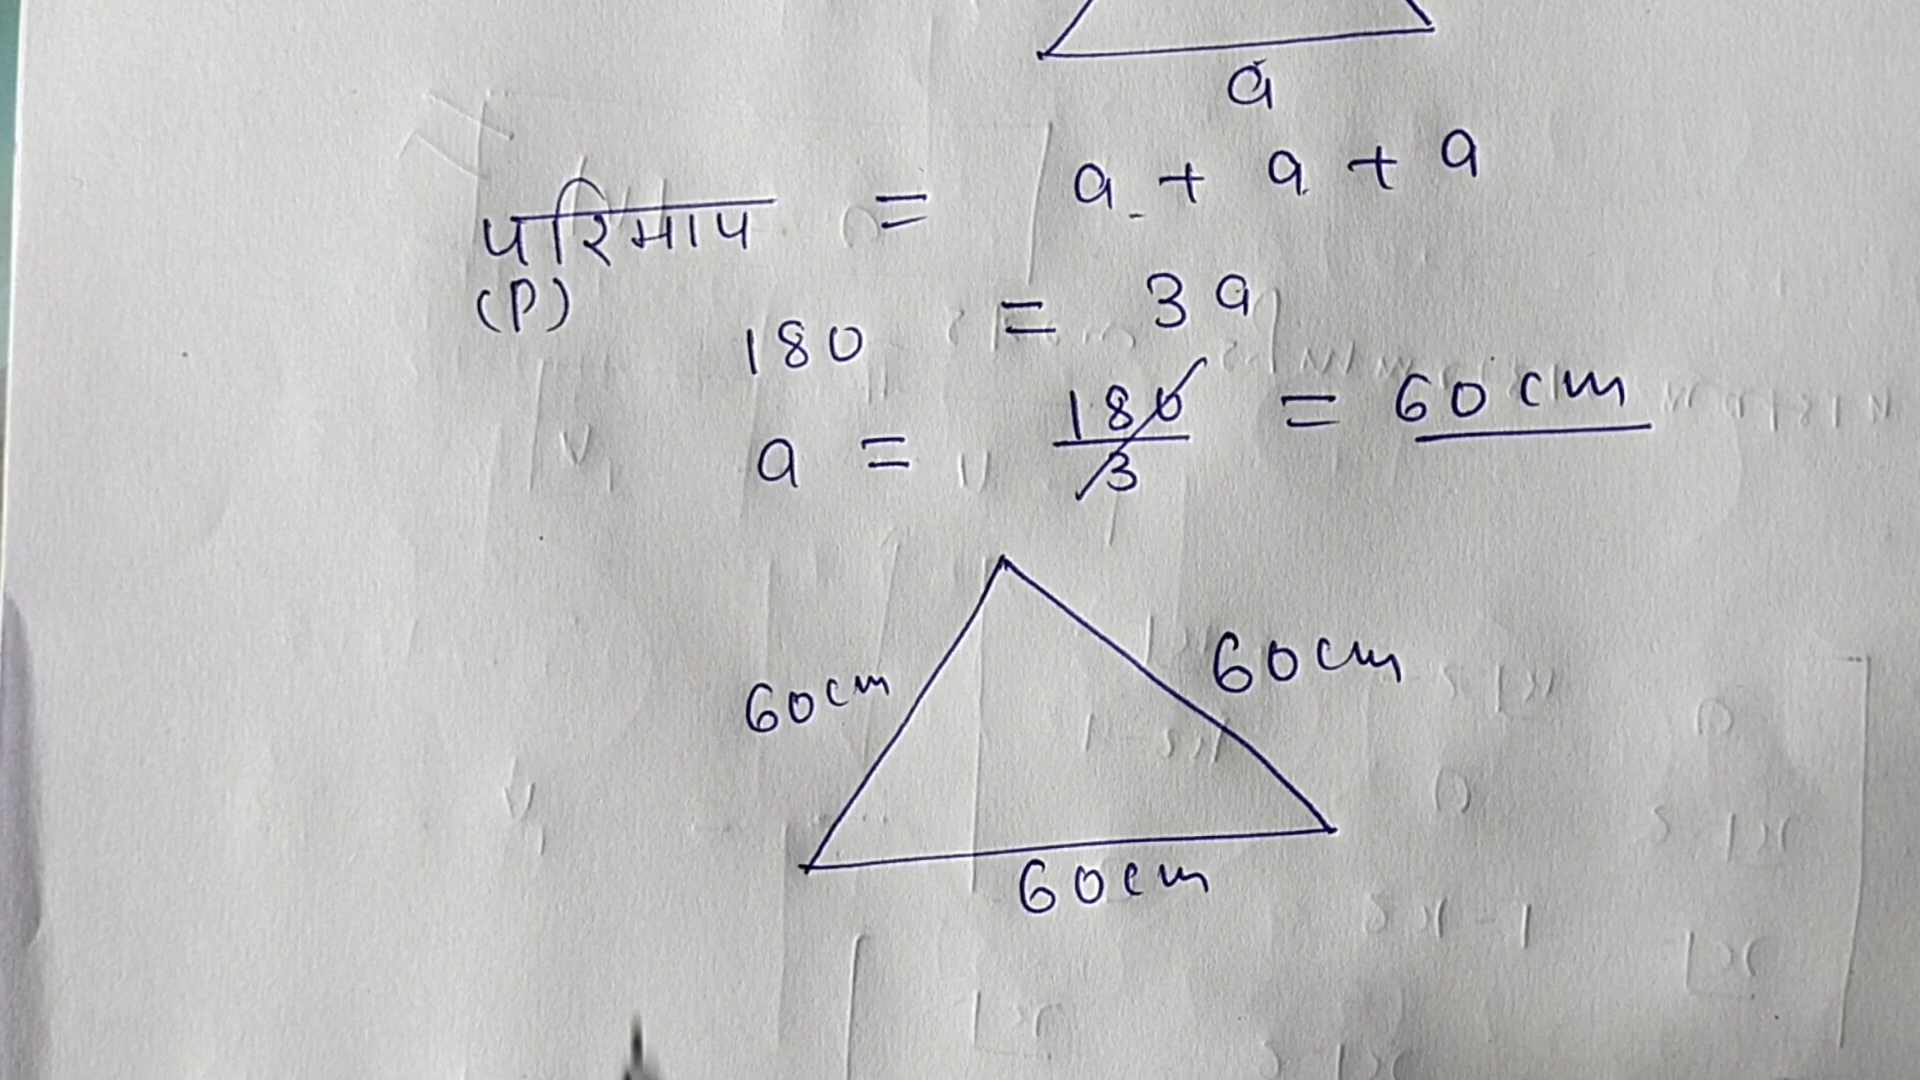 a
परिमाप = a + a + a
(P)
180 = 3a
a = 180/3 = 60 cm
60cm
60cm
60cm